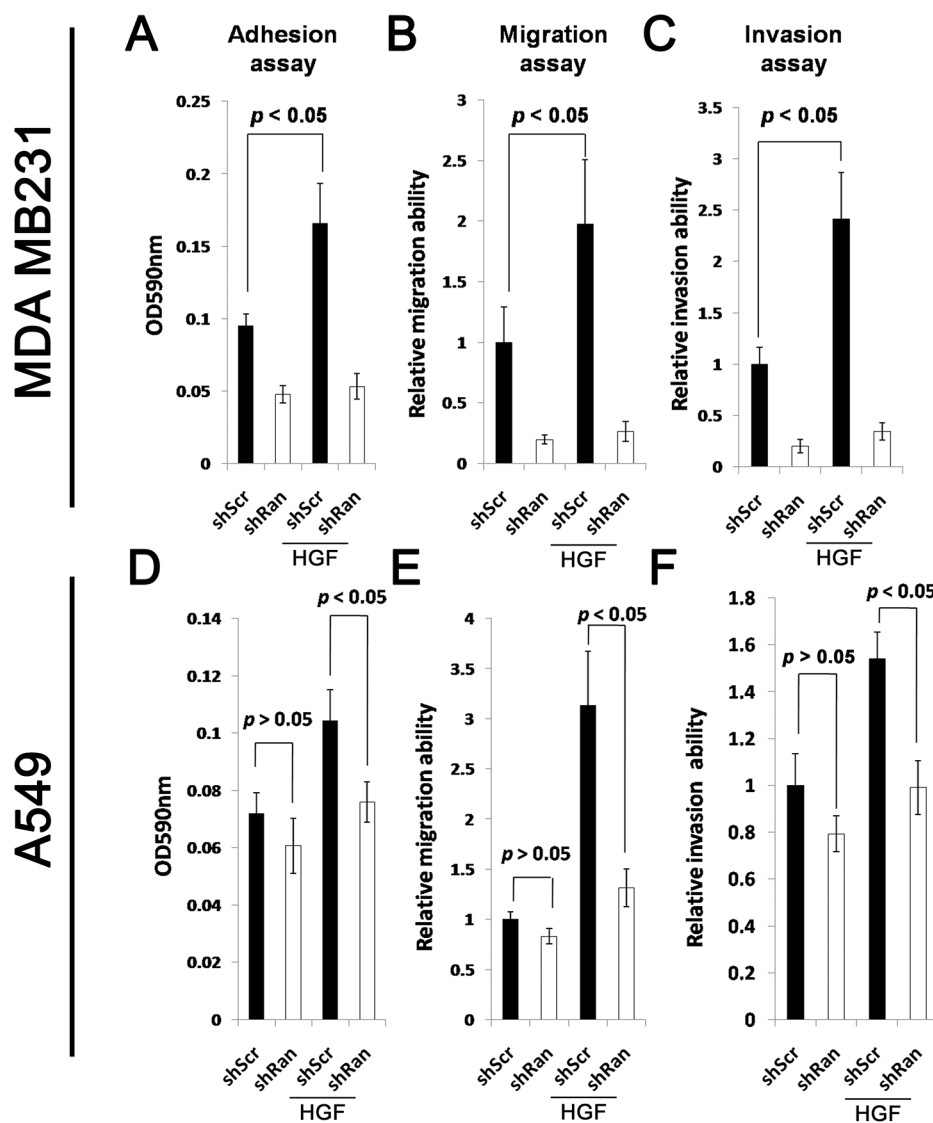 MDA MB231
A
Adhesion
assay
p < 0.05
OD590nm
0.25
0.2
0.15
0.1
0.05
0
shScr
shRan
shScr
shRan
HGF
B
Migration
assay
p < 0.05
Relative migration ability
3
2.5
2
1.5
1
0.5
0
shScr
shRan
shScr
shRan
HGF
C
Invasion
assay
p < 0.05
Relative invasion ability
3.5
3
2.5
2
1.5
1
0.5
0
shScr
shRan
shScr
shRan
HGF
A549
D
p < 0.05
p > 0.05
OD590nm
0.14
0.12
0.1
0.08
0.06
0.04
0.02
0
shScr
shRan
shScr
shRan
HGF
E
p < 0.05
p > 0.05
Relative migration ability
4
3.5
3
2.5
2
1.5
1
0.5
0
shScr
shRan
shScr
shRan
HGF
F
p < 0.05
p > 0.05
Relative invasion ability
1.8
1.6
1.4
1.2
1
0.8
0.6
0.4
0.2
0
shScr
shRan
shScr
shRan
HGF